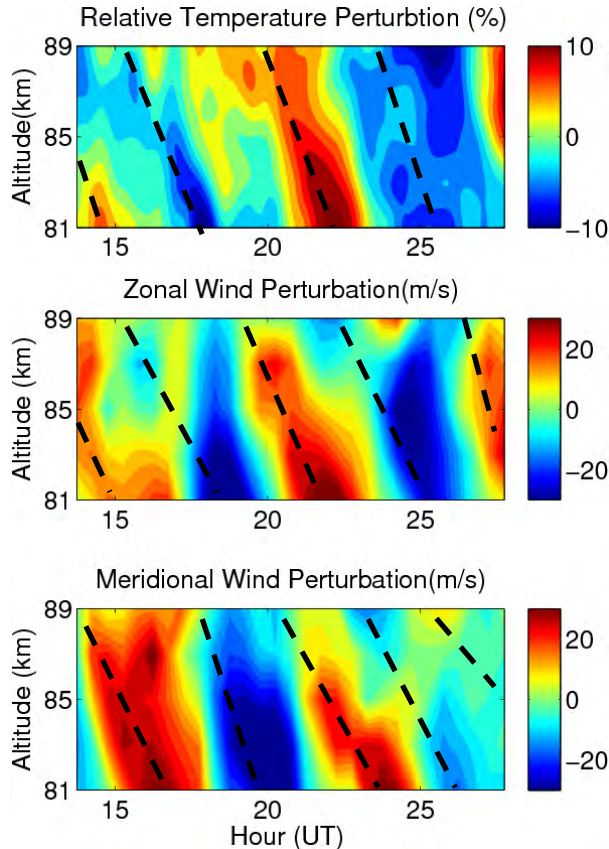 Relative Temperature Perturbtion (%)
89
85
81
Altitude(km)
15 20 25
10
0
−10
Zonal Wind Perturbation(m/s)
89
85
81
Altitude (km)
15 20 25
20
0
−20
Meridional Wind Perturbation(m/s)
89
85
81
Altitude (km)
15 20 25
Hour (UT)
20
0
−20